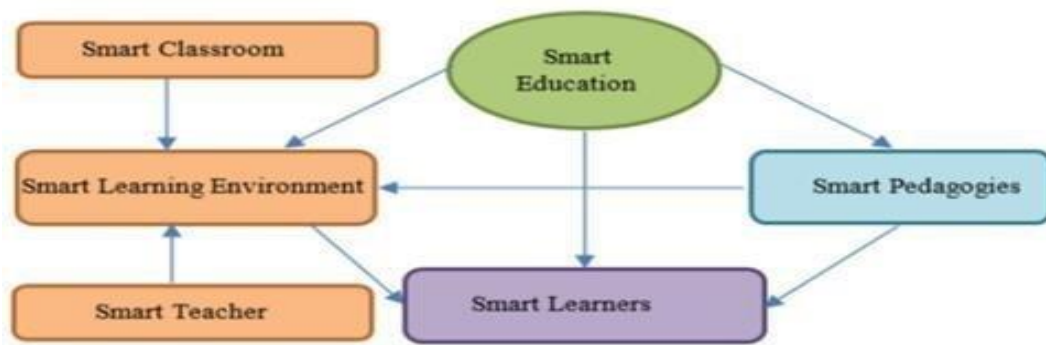 Smart Classroom
Smart
Education
Smart Learning Environment
Smart Pedagogies
Smart Teacher
Smart Learners